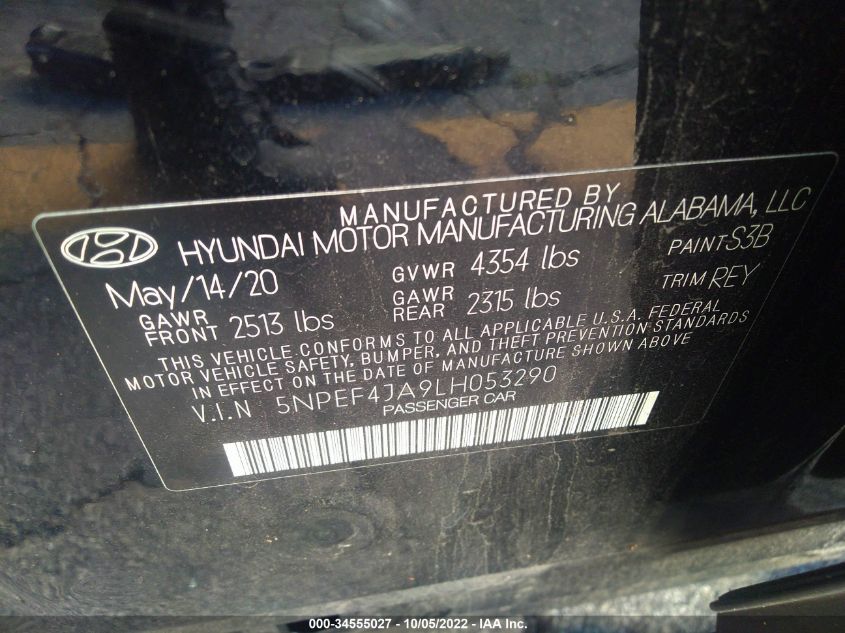 MANUFACTURED BY
HYUNDAI MOTOR MANUFACTURING ALABAMA, LLC
May/14/20 GVWR 4354 lbs PAINT S3B
GAWR FRONT 2513 lbs GAWR REAR 2315 lbs TRIM REY
THIS VEHICLE CONFORMS TO ALL APPLICABLE U.S.A. FEDERAL
MOTOR VEHICLE SAFETY, BUMPER, AND THEFT PREVENTION STANDARDS
IN EFFECT ON THE DATE OF MANUFACTURE SHOWN ABOVE
V.I.N 5NPEF4JA9LH053290
PASSENGER CAR
000-34555027 - 10/05/2022 - IAA Inc.